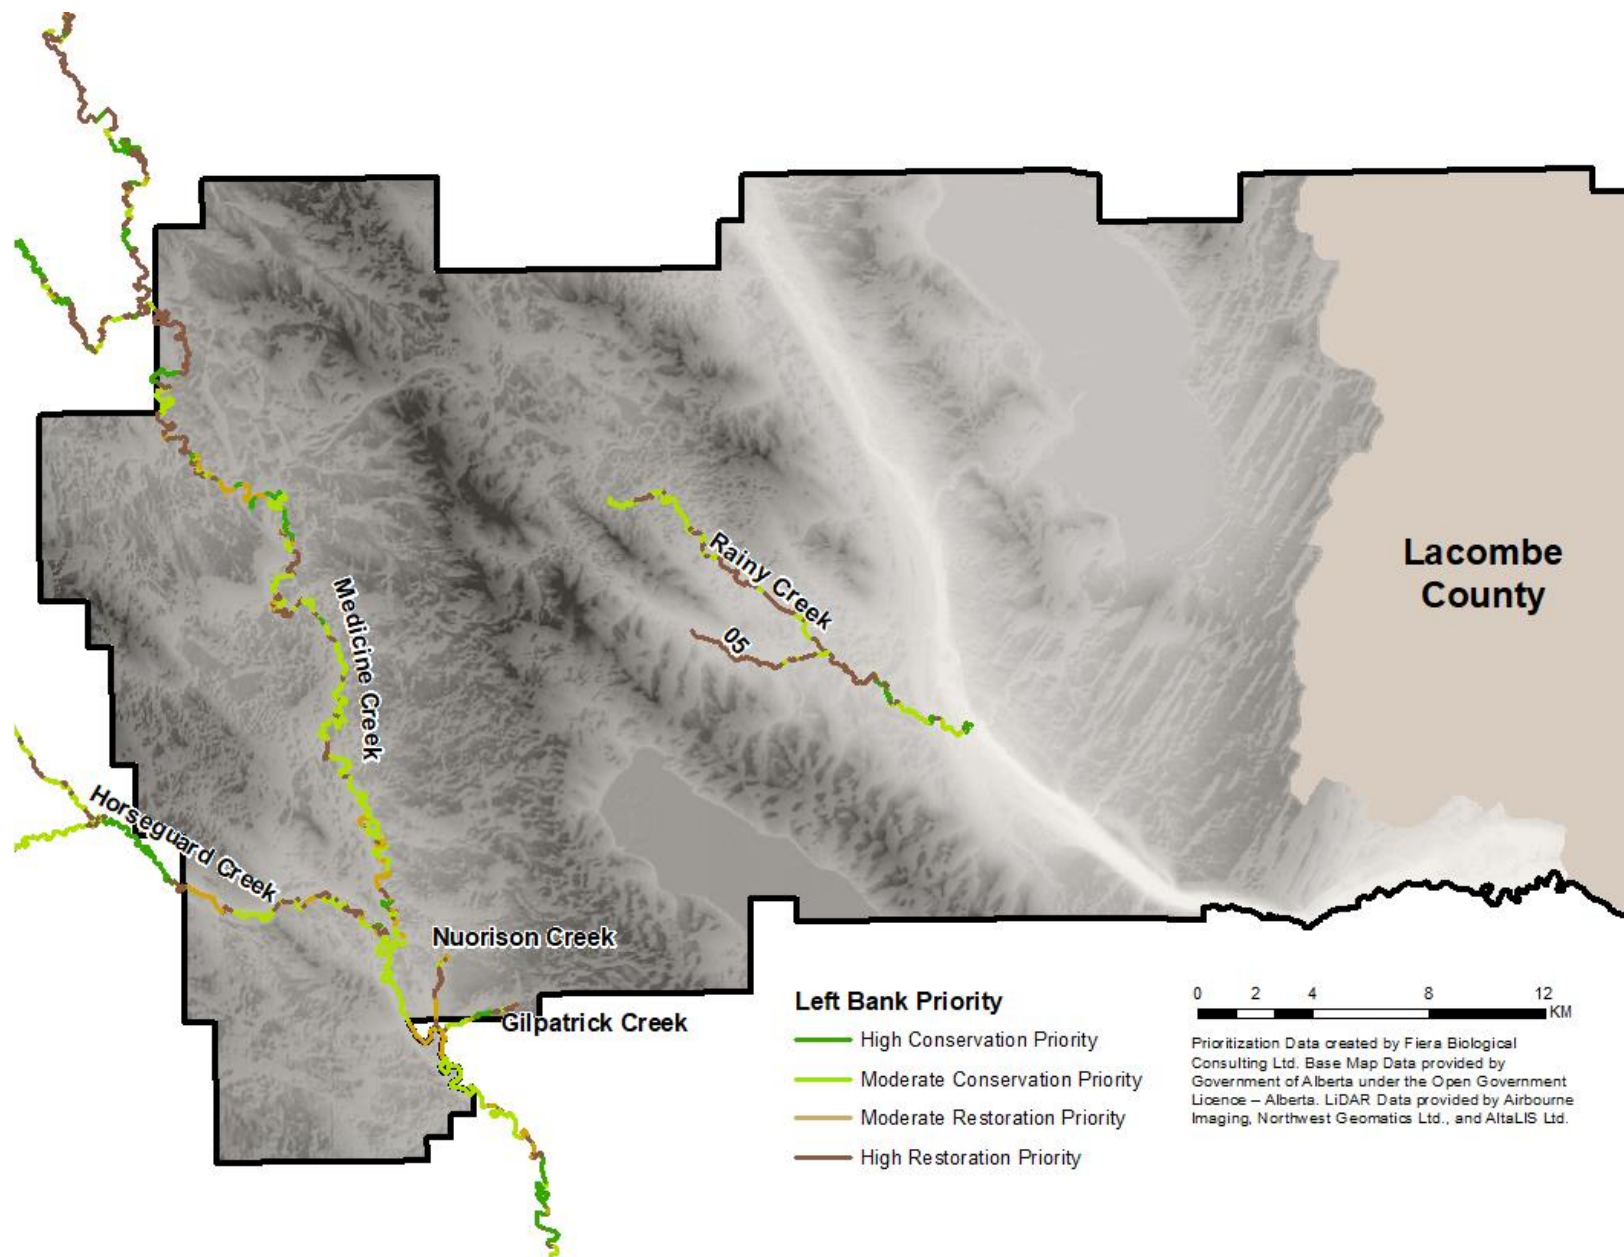 Lacombe
County
Rainy Creek
05
Medicine Creek
Horseguard Creek
Nuorison Creek
Gilpatrick Creek
Left Bank Priority
High Conservation Priority
Moderate Conservation Priority
Moderate Restoration Priority
High Restoration Priority
0 2 4 8 12
KM
Prioritization Data created by Fiera Biological
Consulting Ltd. Base Map Data provided by
Government of Alberta under the Open Government
Licence – Alberta. LiDAR Data provided by Airbourne
Imaging, Northwest Geomatics Ltd., and AltaLIS Ltd.